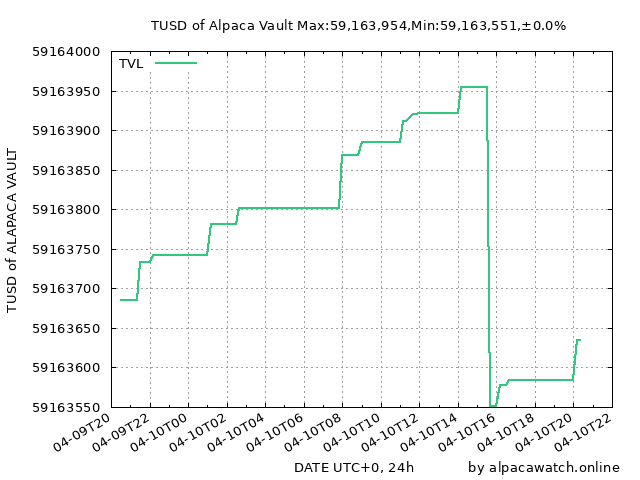 TUSD of Alpaca Vault Max:59,163,954,Min:59,163,551,±0.0%
TVL
59164000
59163950
59163900
59163850
59163800
59163750
59163700
59163650
59163600
59163550
TUSD of ALAPACA VAULT
04-09T20
04-09T22
04-10T00
04-10T02
04-10T04
04-10T06
04-10T08
04-10T10
04-10T12
04-10T14
04-10T16
04-10T18
04-10T20
04-10T22
DATE UTC+0, 24h
by alpacawatch.online